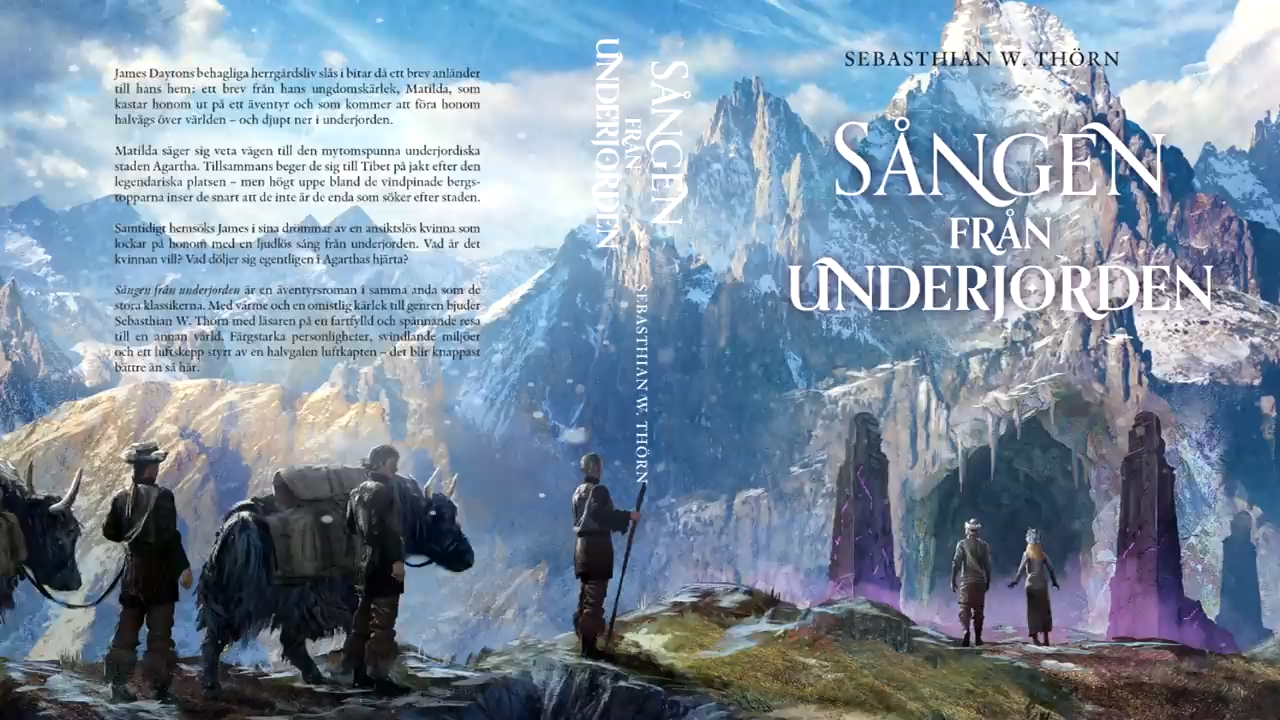 James Daytons behagliga herrgårdsliv slås i bitar då ett brev anländer
till hans hem: ett brev från hans ungdomskärlek, Matilda, som
kastar honom ut på ett äventyr och som kommer att föra honom
halvvägs över världen – och djupt ner i underjorden.
Matilda säger sig veta vägen till den mytomspunna underjordiska
staden Agartha. Tillsammans beger de sig till Tibet på jakt efter den
legendariska platsen – men högt uppe bland de vindpinade bergs-
topparna inser de snart att de inte är de enda som söker efter staden.
Samtidigt hemsöks James i sina drömmar av en ansiktslös kvinna som
lockar på honom med en ljudlös sång från underjorden. Vad är det
kvinnan vill? Vad döljer sig egentligen i Agarthas hjärta?
Sången från underjorden är en äventyrsroman i samma anda som de
stora klassikerna. Med värme och en omistlig kärlek till genren bjuder
Sebasthian W. Thörn med läsaren på en fartfylld och spännande resa
till en annan värld. Färgstarka personligheter, svindlande miljöer
och ett luftskepp styrt av en halvgalen luftkapten – det blir knappast
bättre än så här.
SÅNGEN
FRÅN
UNDERJORDEN
SEBASTHIAN W. THÖRN
SEBASTHIAN W. THÖRN
SÅNGEN
FRÅN
UNDERJORDEN